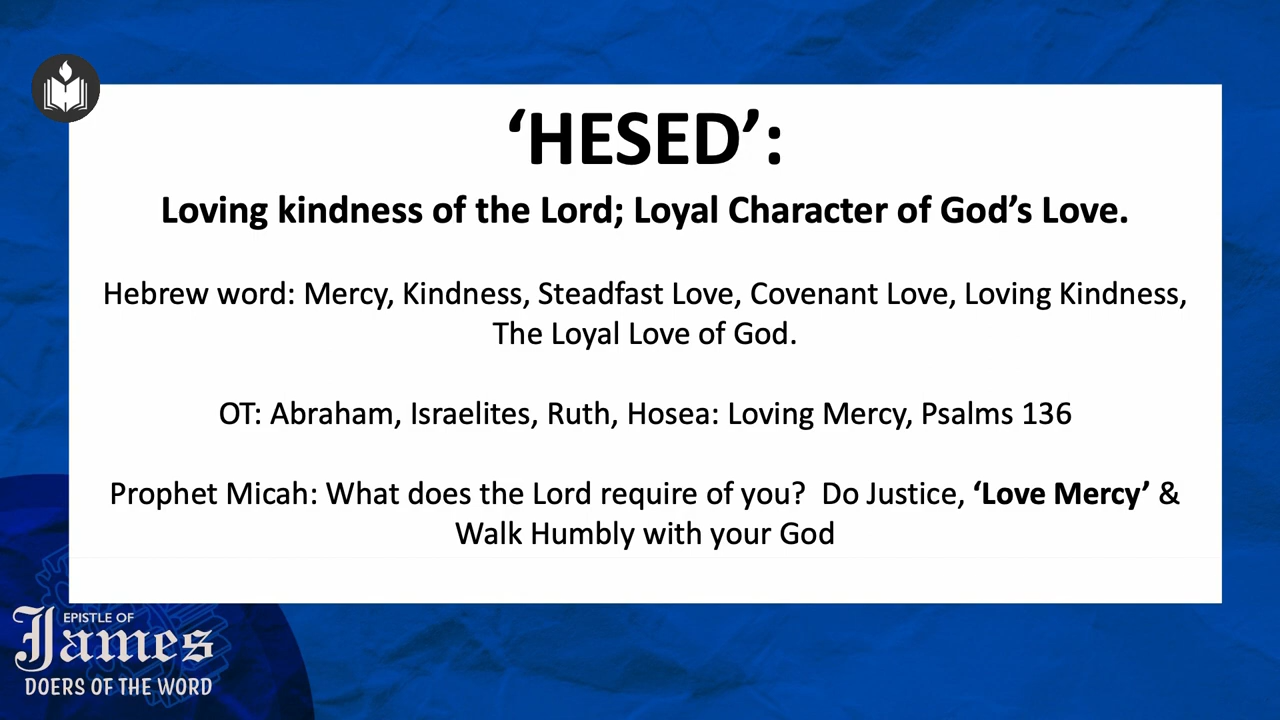 ‘HESED’:
Loving kindness of the Lord; Loyal Character of God’s Love.
Hebrew word: Mercy, Kindness, Steadfast Love, Covenant Love, Loving Kindness,
The Loyal Love of God.
OT: Abraham, Israelites, Ruth, Hosea: Loving Mercy, Psalms 136
Prophet Micah: What does the Lord require of you?  Do Justice, ‘Love Mercy’ &
Walk Humbly with your God
EPISTLE OF
James
DOERS OF THE WORD